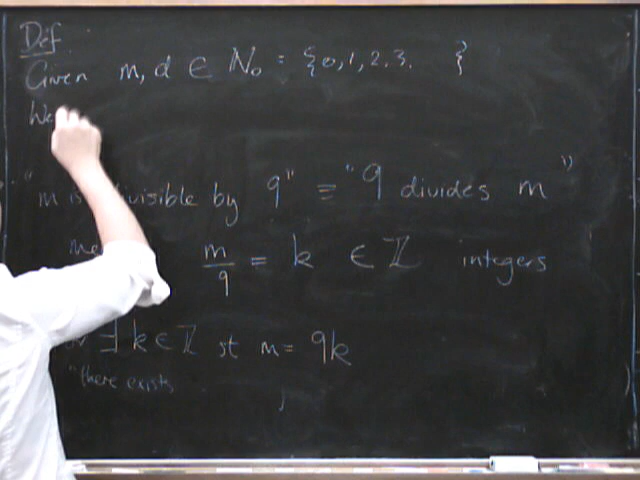 Def
Given m, d ∈ N₀ = {0, 1, 2, 3. }
We
"m is divisible by 9" ≡ "9 divides m"
m/9 = k ∈ ℤ integers
∃ k ∈ ℤ st m = 9k
"there exists